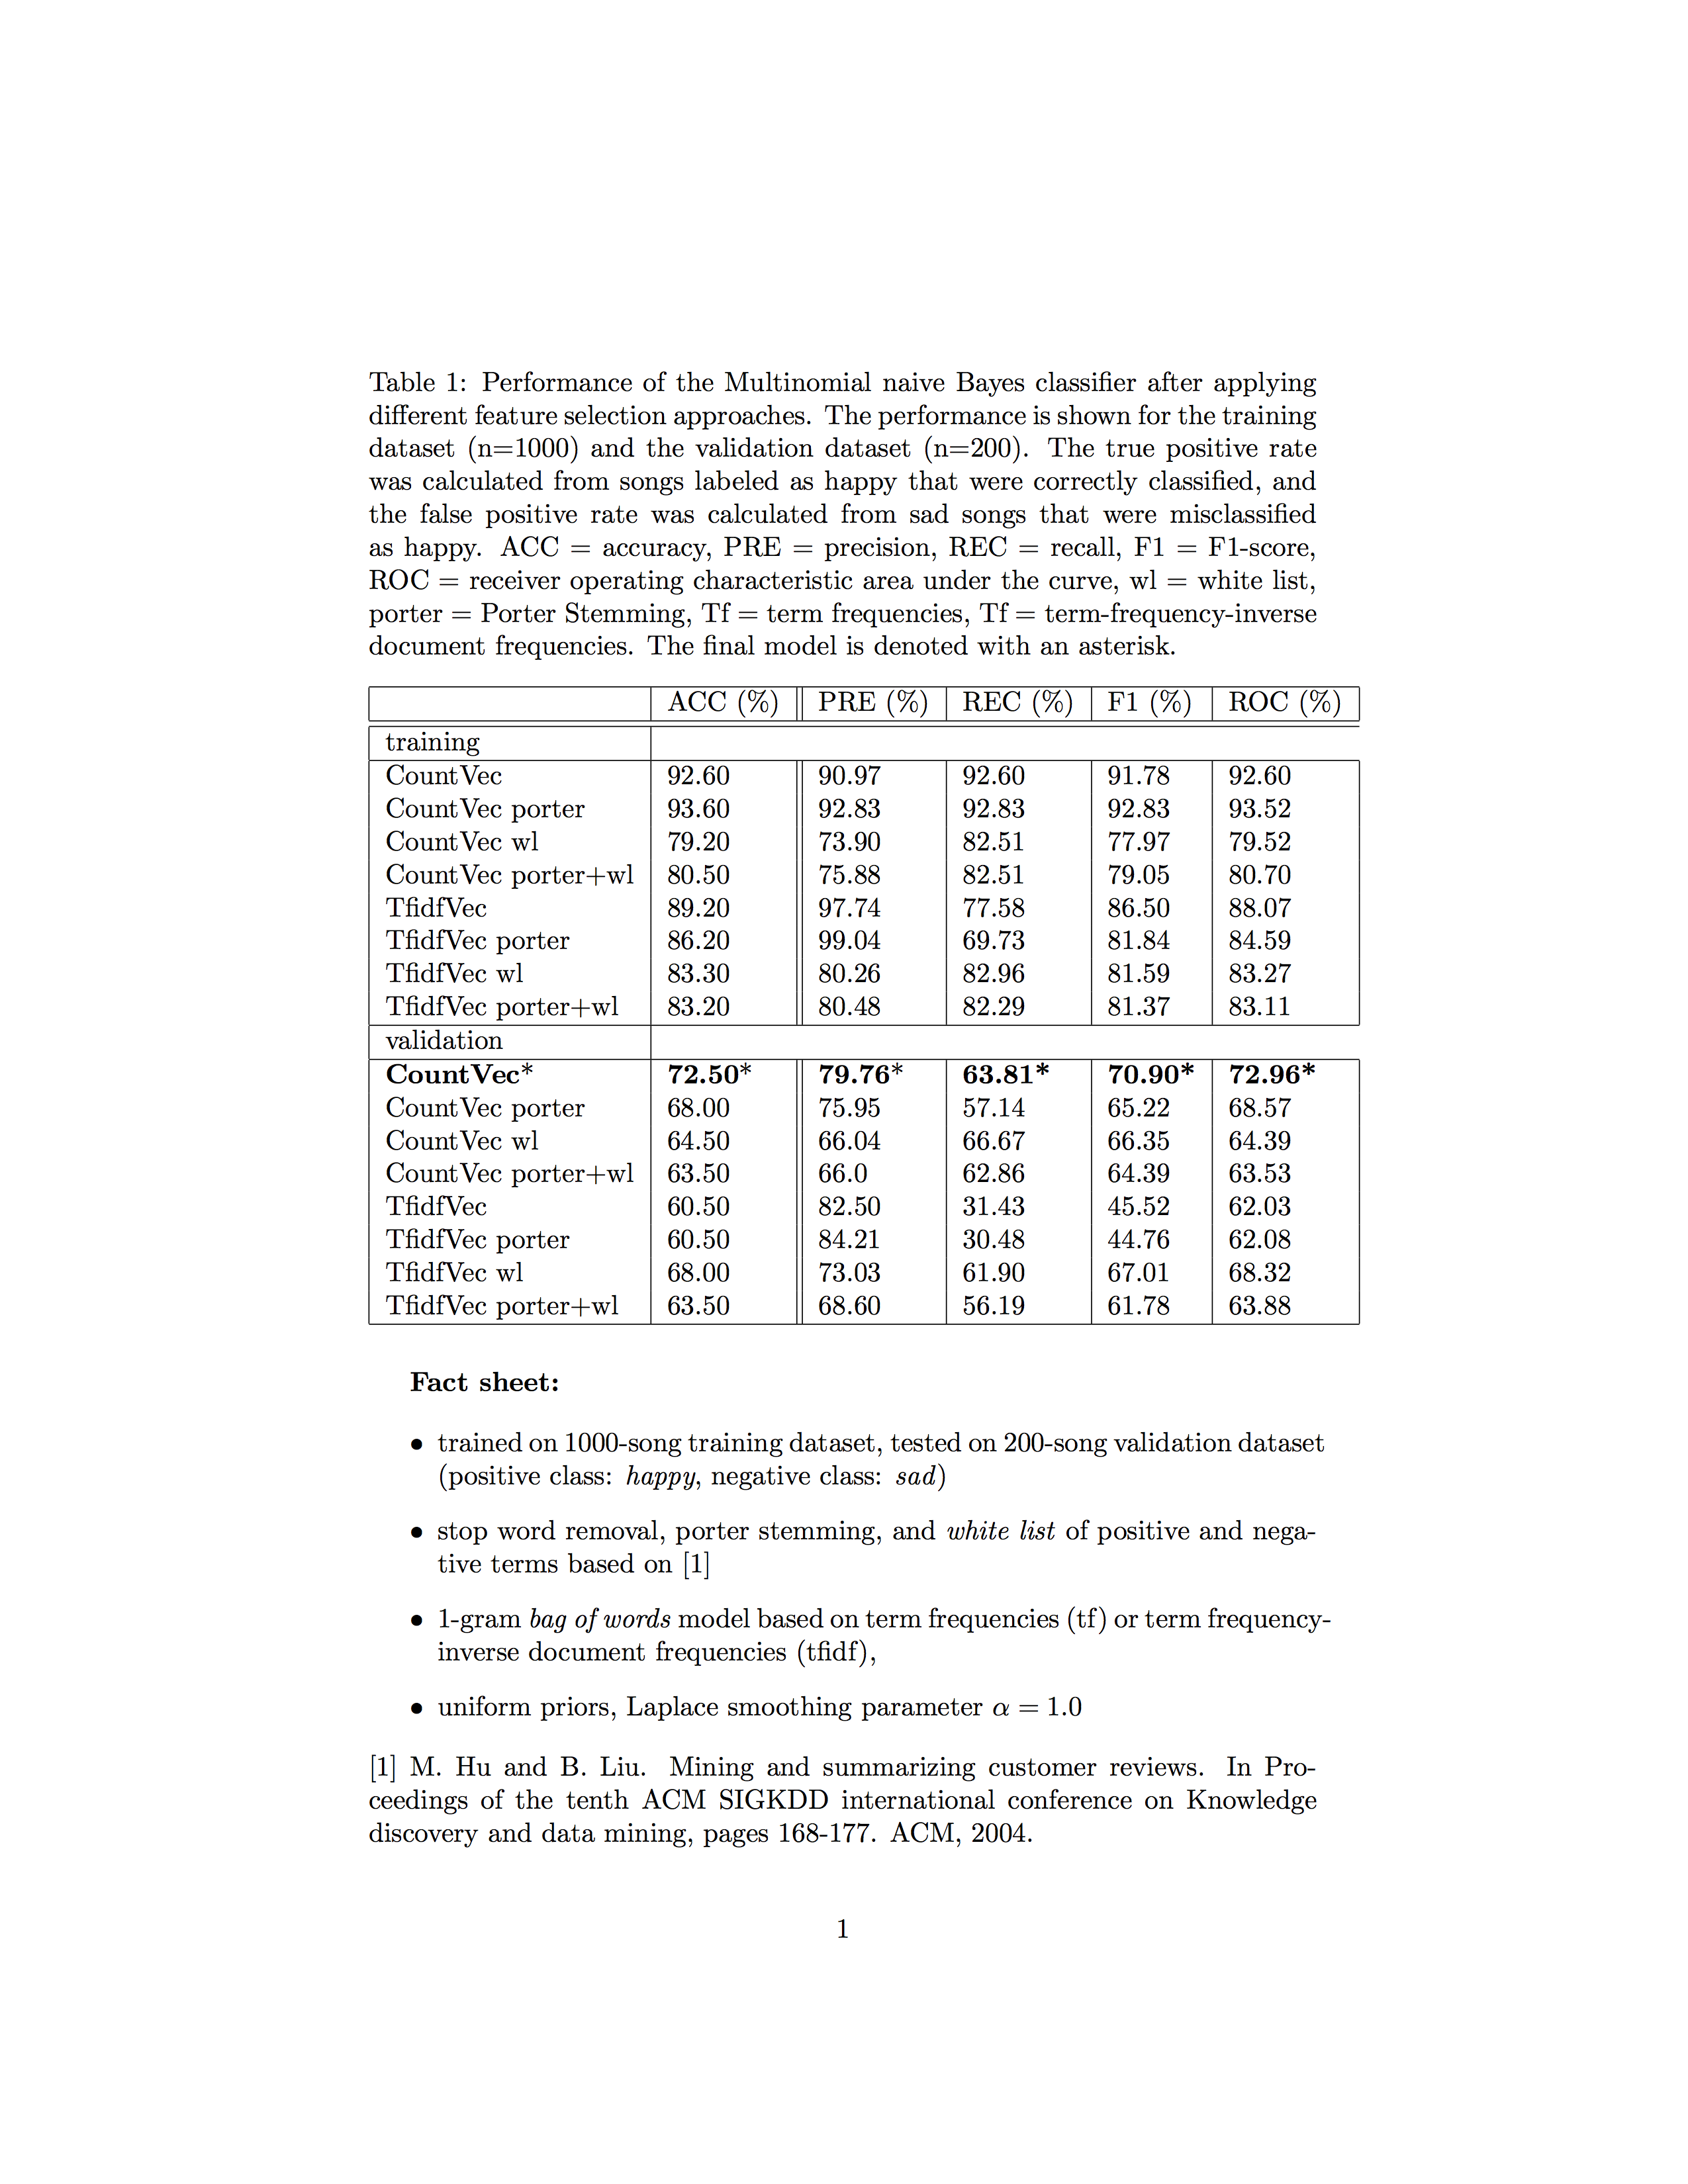 Table 1: Performance of the Multinomial naive Bayes classifier after applying
different feature selection approaches. The performance is shown for the training
dataset (n=1000) and the validation dataset (n=200). The true positive rate
was calculated from songs labeled as happy that were correctly classified, and
the false positive rate was calculated from sad songs that were misclassified
as happy. ACC = accuracy, PRE = precision, REC = recall, F1 = F1-score,
ROC = receiver operating characteristic area under the curve, wl = white list,
porter = Porter Stemming, Tf = term frequencies, Tf = term-frequency-inverse
document frequencies. The final model is denoted with an asterisk.
ACC (%) PRE (%) REC (%) F1 (%) ROC (%)
training
CountVec 92.60 90.97 92.60 91.78 92.60
CountVec porter 93.60 92.83 92.83 92.83 93.52
CountVec wl 79.20 73.90 82.51 77.97 79.52
CountVec porter+wl 80.50 75.88 82.51 79.05 80.70
TfidfVec 89.20 97.74 77.58 86.50 88.07
TfidfVec porter 86.20 99.04 69.73 81.84 84.59
TfidfVec wl 83.30 80.26 82.96 81.59 83.27
TfidfVec porter+wl 83.20 80.48 82.29 81.37 83.11
validation
CountVec* 72.50* 79.76* 63.81* 70.90* 72.96*
CountVec porter 68.00 75.95 57.14 65.22 68.57
CountVec wl 64.50 66.04 66.67 66.35 64.39
CountVec porter+wl 63.50 66.0 62.86 64.39 63.53
TfidfVec 60.50 82.50 31.43 45.52 62.03
TfidfVec porter 60.50 84.21 30.48 44.76 62.08
TfidfVec wl 68.00 73.03 61.90 67.01 68.32
TfidfVec porter+wl 63.50 68.60 56.19 61.78 63.88
Fact sheet:
• trained on 1000-song training dataset, tested on 200-song validation dataset
(positive class: happy, negative class: sad)
• stop word removal, porter stemming, and white list of positive and nega-
tive terms based on [1]
• 1-gram bag of words model based on term frequencies (tf) or term frequency-
inverse document frequencies (tfidf),
• uniform priors, Laplace smoothing parameter α = 1.0
[1] M. Hu and B. Liu. Mining and summarizing customer reviews. In Pro-
ceedings of the tenth ACM SIGKDD international conference on Knowledge
discovery and data mining, pages 168-177. ACM, 2004.
1